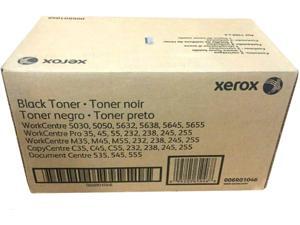 xerox
Black Toner • Toner noir
Toner negro • Toner preto
WorkCentre 5030, 5050, 5632, 5638, 5645, 5655
WorkCentre Pro 35, 45, 55, 232, 238, 245, 255
WorkCentre M35, M45, M55, 232, 238, 245, 255
CopyCentre C35, C45, C55, 232, 238, 245, 255
Document Centre 535, 545, 555
006R01046
006R01046